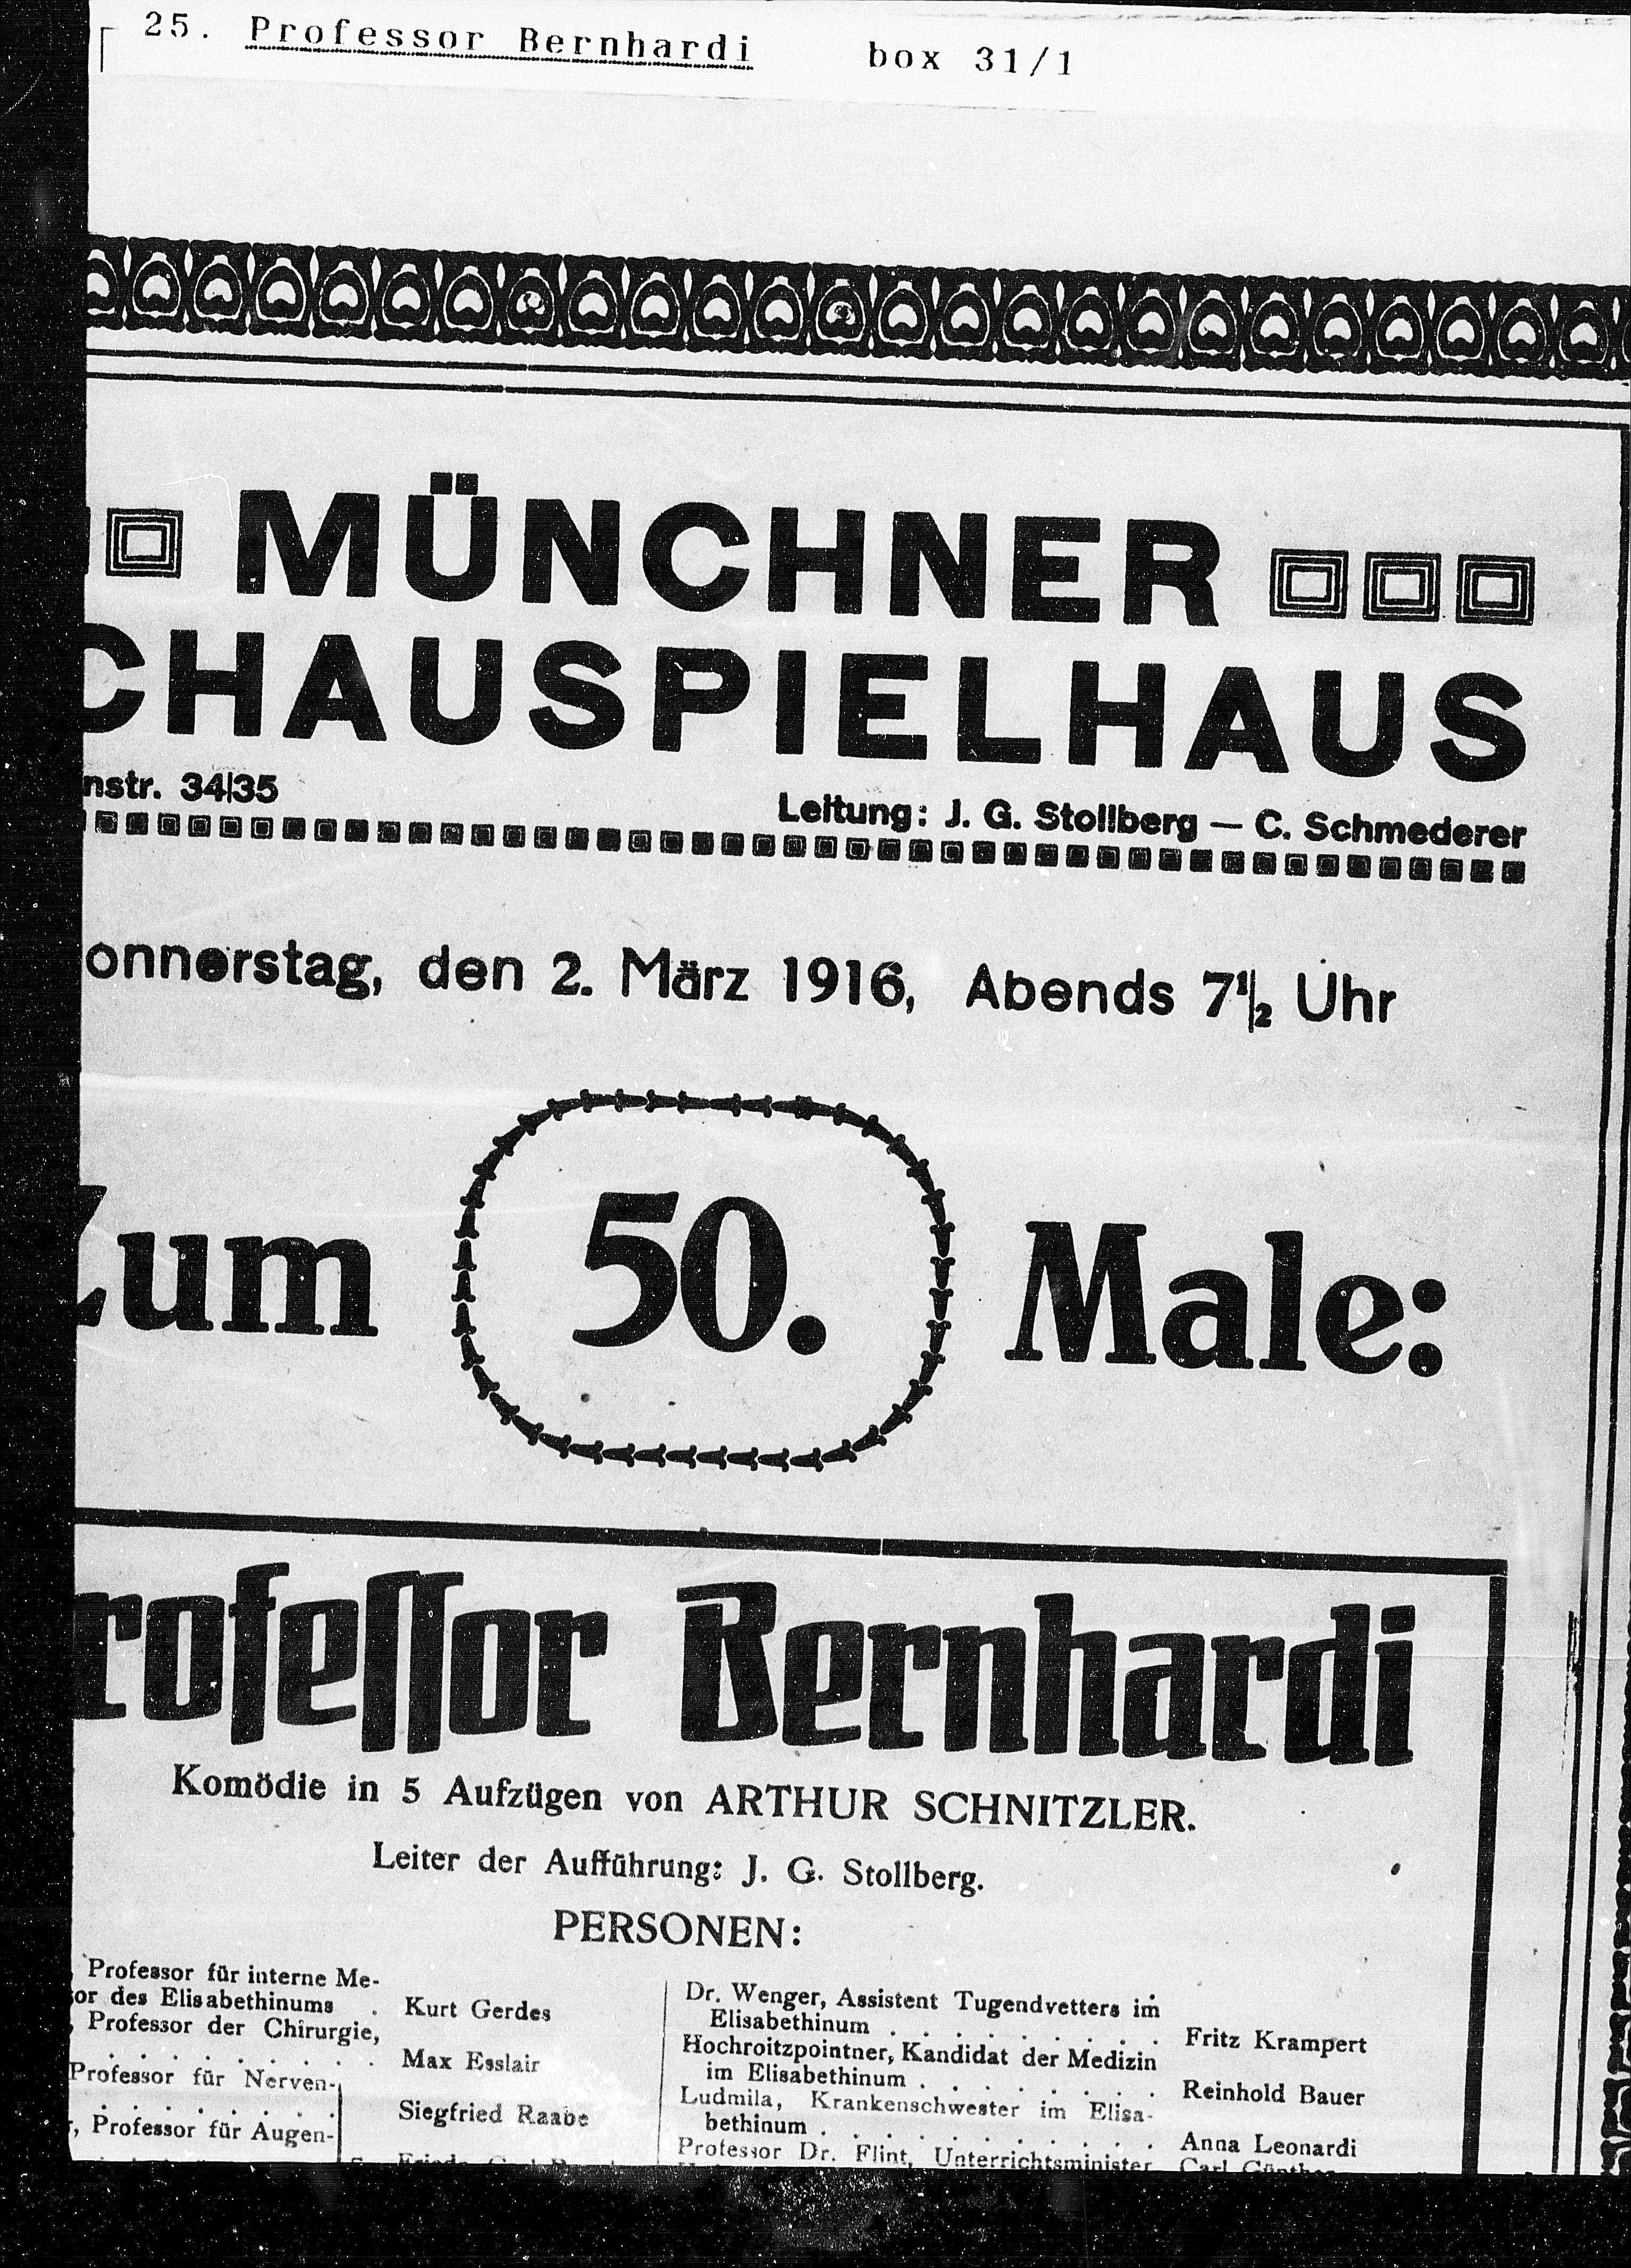 25. Professor Bernhardi box 31/1
MÜNCHNER
CHAUSPIELHAUS
nstr. 34|35
Leitung: J. G. Stollberg — C. Schmederer
onnerstag, den 2. März 1916, Abends 7½ Uhr
Zum 50. Male:
rofeſſor Bernhardi
Komödie in 5 Aufzügen von ARTHUR SCHNITZLER.
Leiter der Aufführung: J. G. Stollberg.
PERSONEN:
, Professor für interne Me-
or des Elisabethinums . Kurt Gerdes
, Professor der Chirurgie,
. . . . . . . . . Max Esslair
Professor für Nerven-
. . . . . . . . Siegfried Raabe
, Professor für Augen-
Dr. Wenger, Assistent Tugendvetters im
Elisabethinum . . . . . . . . . Fritz Krampert
Hochroitzpointner, Kandidat der Medizin
im Elisabethinum . . . . . . . . Reinhold Bauer
Ludmila, Krankenschwester im Elisa-
bethinum . . . . . . . . . . . Anna Leonardi
Professor Dr. Flint, Unterrichtsminister Carl Günther